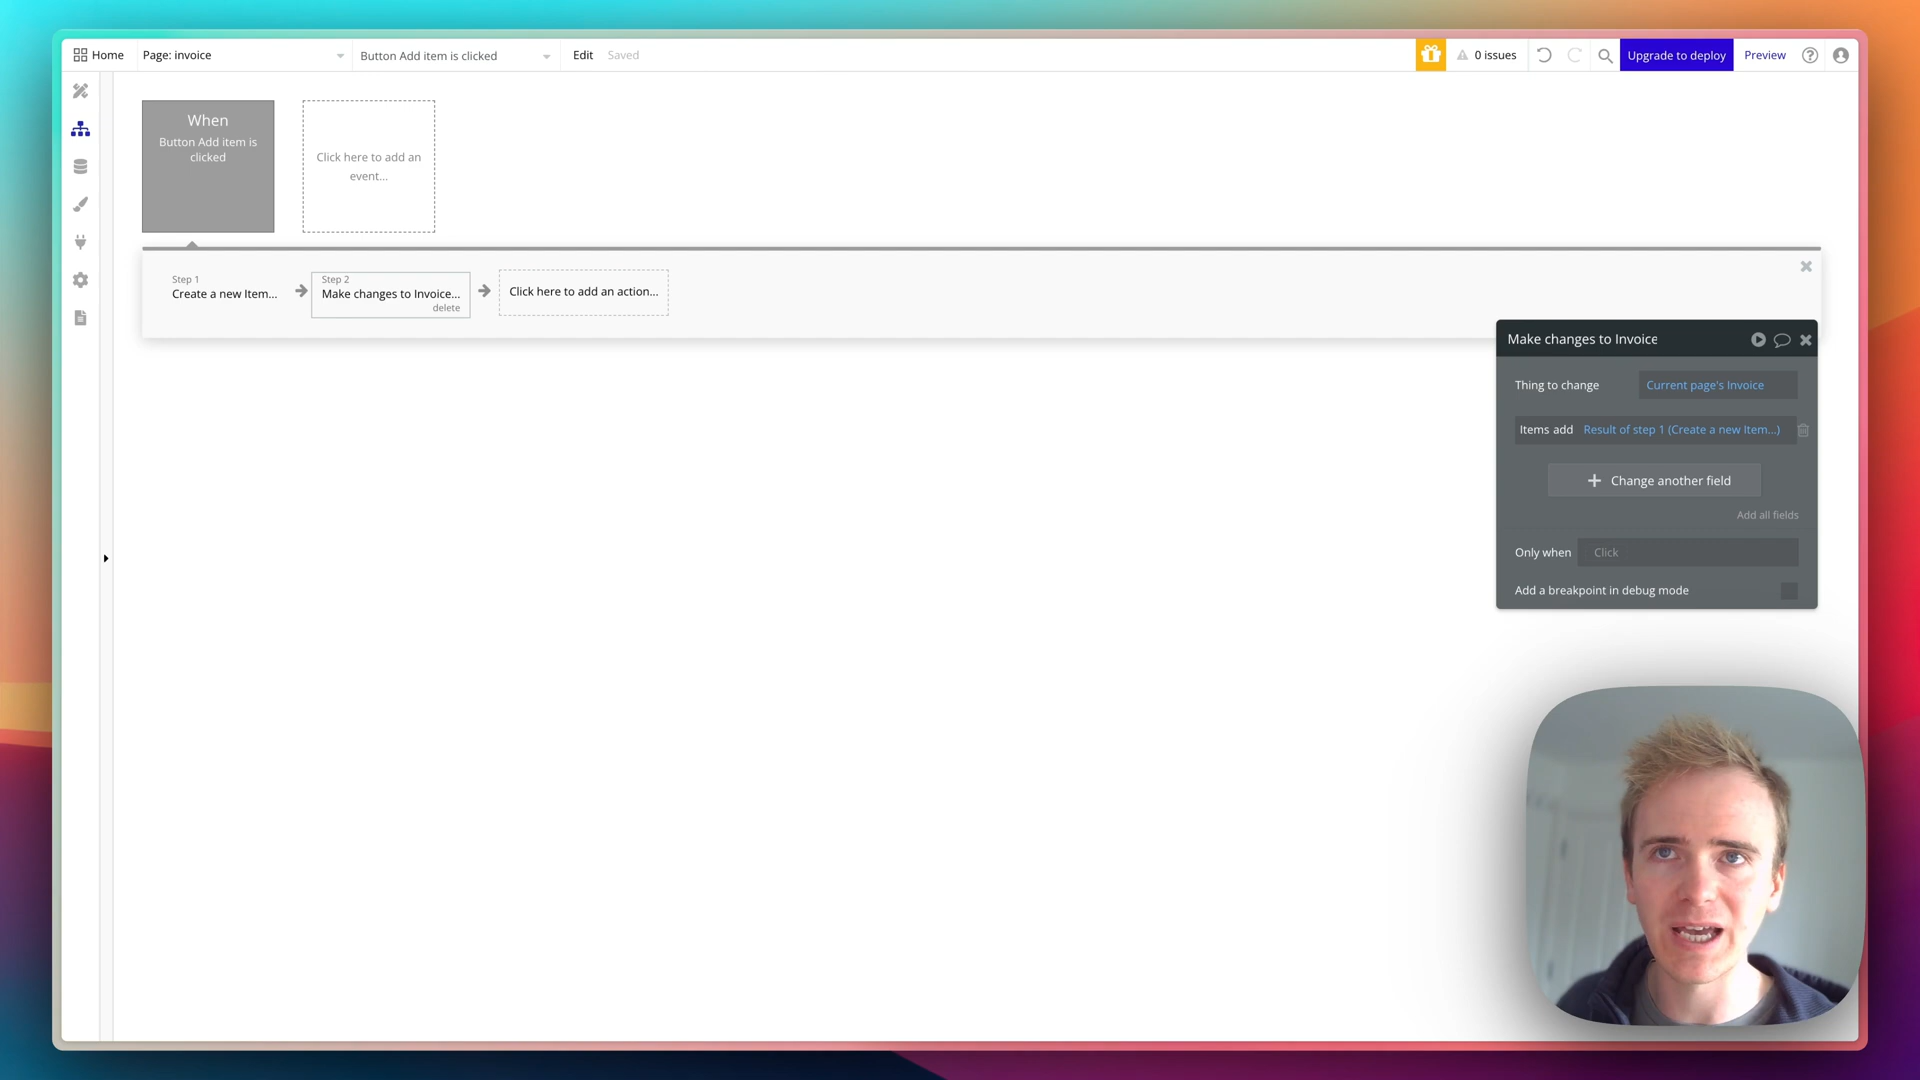 Home
Page: invoice
Button Add item is clicked
Edit
Saved
0 issues
Upgrade to deploy
Preview
When
Button Add item is
clicked
Click here to add an
event...
Step 1
Create a new Item...
Step 2
Make changes to Invoice...
delete
Click here to add an action...
Make changes to Invoice
Thing to change
Current page's Invoice
Items add
Result of step 1 (Create a new Item...)
Change another field
Add all fields
Only when
Click
Add a breakpoint in debug mode